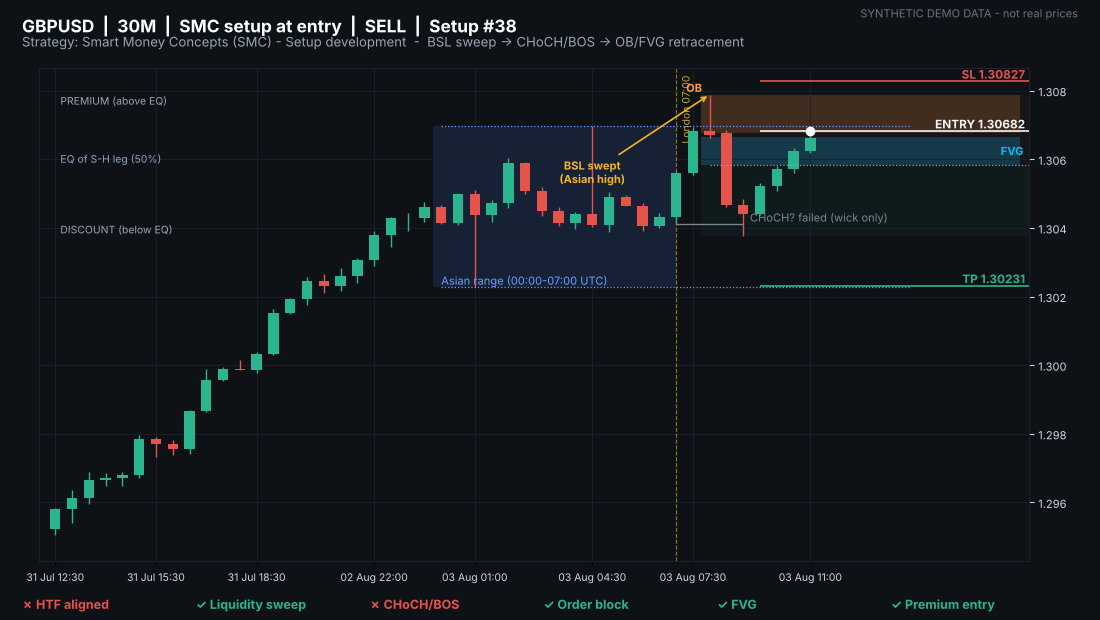 SYNTHETIC DEMO DATA - not real prices
GBPUSD | 30M | SMC setup at entry | SELL | Setup #38
Strategy: Smart Money Concepts (SMC) - Setup development - BSL sweep → CHoCH/BOS → OB/FVG retracement
SL 1.30827
OB
1.308
PREMIUM (above EQ)
London 07:00
ENTRY 1.30682
FVG
EQ of S-H leg (50%)
1.306
BSL swept
(Asian high)
CHoCH? failed (wick only)
DISCOUNT (below EQ)
1.304
Asian range (00:00-07:00 UTC)
TP 1.30231
1.302
1.300
1.298
1.296
31 Jul 12:30
31 Jul 15:30
31 Jul 18:30
02 Aug 22:00
03 Aug 01:00
03 Aug 04:30
03 Aug 07:30
03 Aug 11:00
× HTF aligned
✓ Liquidity sweep
× CHoCH/BOS
✓ Order block
✓ FVG
✓ Premium entry